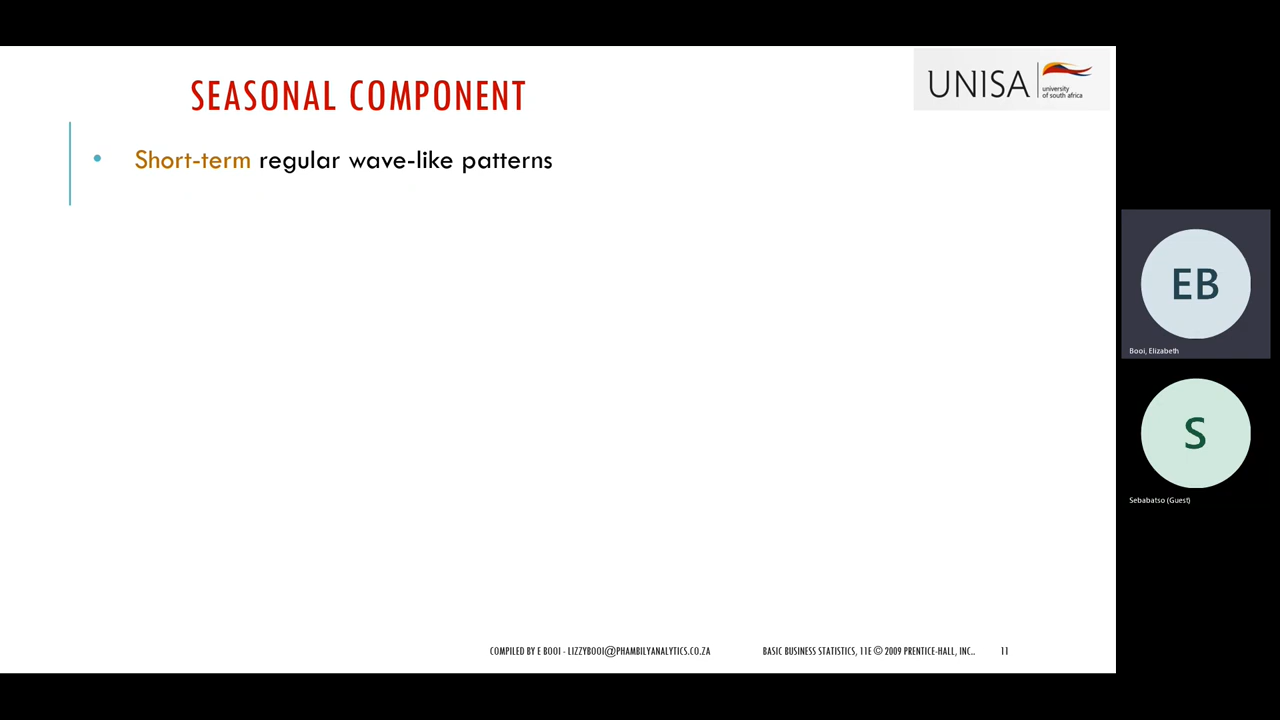 SEASONAL COMPONENT
UNISA
university
of south africa
• Short-term regular wave-like patterns
EB
Booi, Elizabeth
S
Sebabatso (Guest)
COMPILED BY E BOOI - LIZZYBOOI@PHAMBILYANALYTICS.CO.ZA
BASIC BUSINESS STATISTICS, 11E © 2009 PRENTICE-HALL, INC..
11